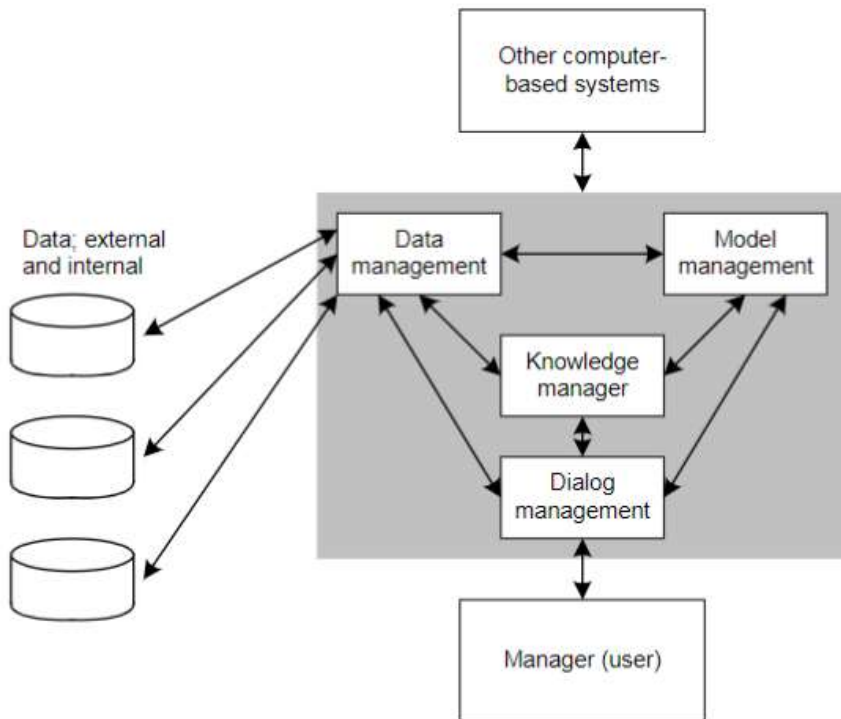 Other computer-
based systems
Data; external
and internal
Data
management
Model
management
Knowledge
manager
Dialog
management
Manager (user)